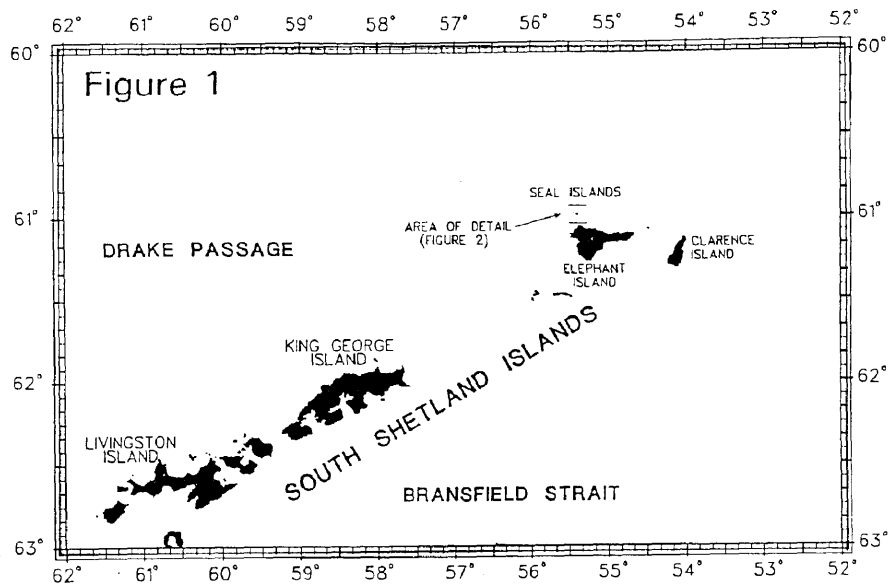 62° 61° 60° 59° 58° 57° 56° 55° 54° 53° 52°
60° 60°
Figure 1
SEAL ISLANDS
61° 61°
AREA OF DETAIL
(FIGURE 2)
DRAKE PASSAGE
CLARENCE
ISLAND
ELEPHANT
ISLAND
KING GEORGE
ISLAND
62° 62°
SOUTH SHETLAND ISLANDS
LIVINGSTON
ISLAND
BRANSFIELD STRAIT
63° 63°
62° 61° 60° 59° 58° 57° 56° 55° 54° 53° 52°